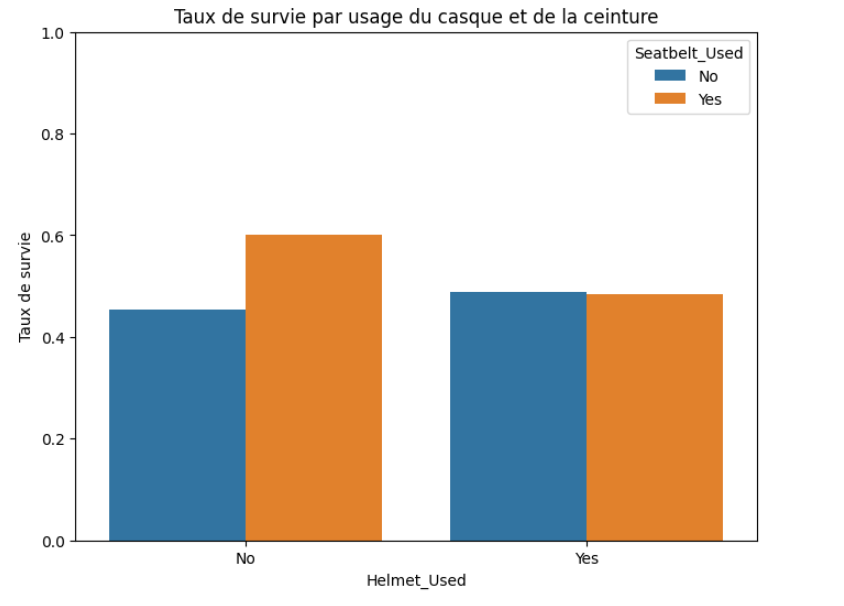 Taux de survie par usage du casque et de la ceinture
1.0
0.8
0.6
0.4
0.2
0.0
Taux de survie
Seatbelt_Used
No
Yes
No
Yes
Helmet_Used